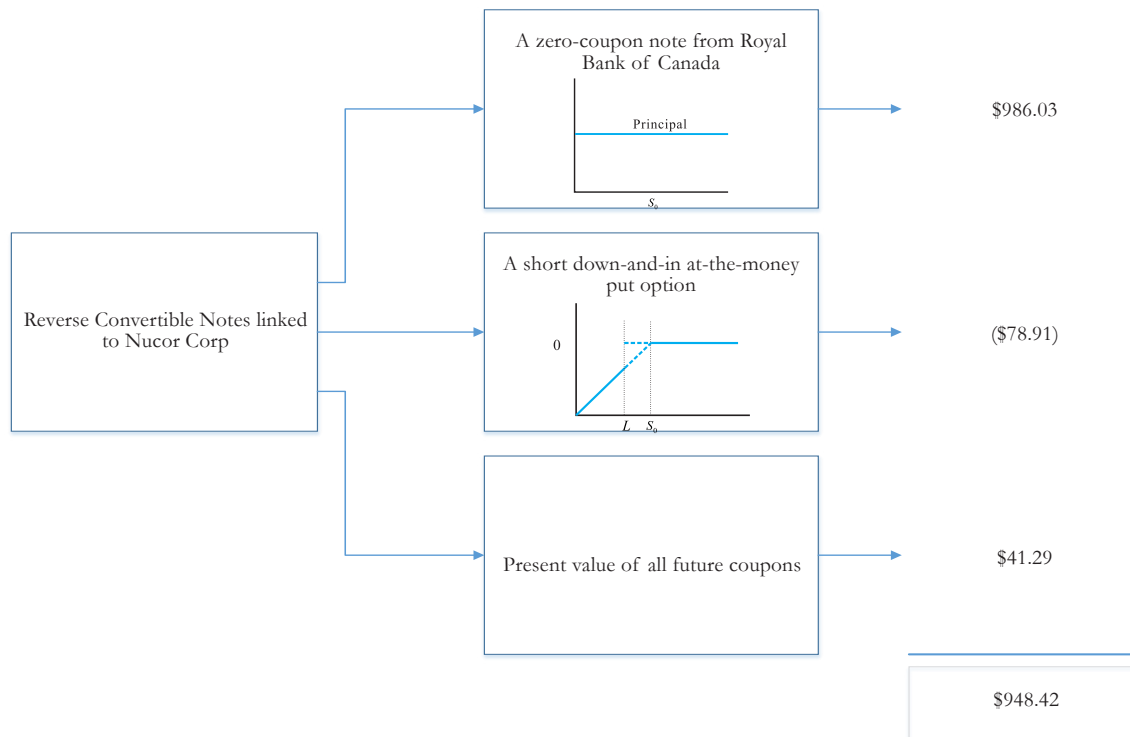 A zero-coupon note from Royal
Bank of Canada
Principal
S₀
$986.03
Reverse Convertible Notes linked
to Nucor Corp
A short down-and-in at-the-money
put option
0
L S₀
($78.91)
Present value of all future coupons
$41.29
$948.42